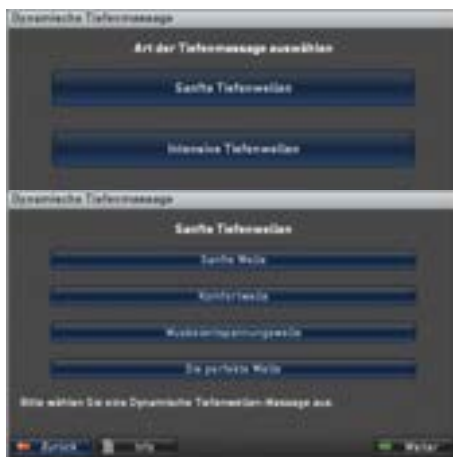 Dynamische Tiefenmassage
Art der Tiefenmassage auswählen
Sanfte Tiefenwellen
Intensive Tiefenwellen
Dynamische Tiefenmassage
Sanfte Tiefenwellen
Sanfte Welle
Komfortwelle
Muskelentspannungswelle
Die perfekte Welle
Bitte wählen Sie eine Dynamische Tiefenwellen-Massage aus.
Zurück Info Weiter